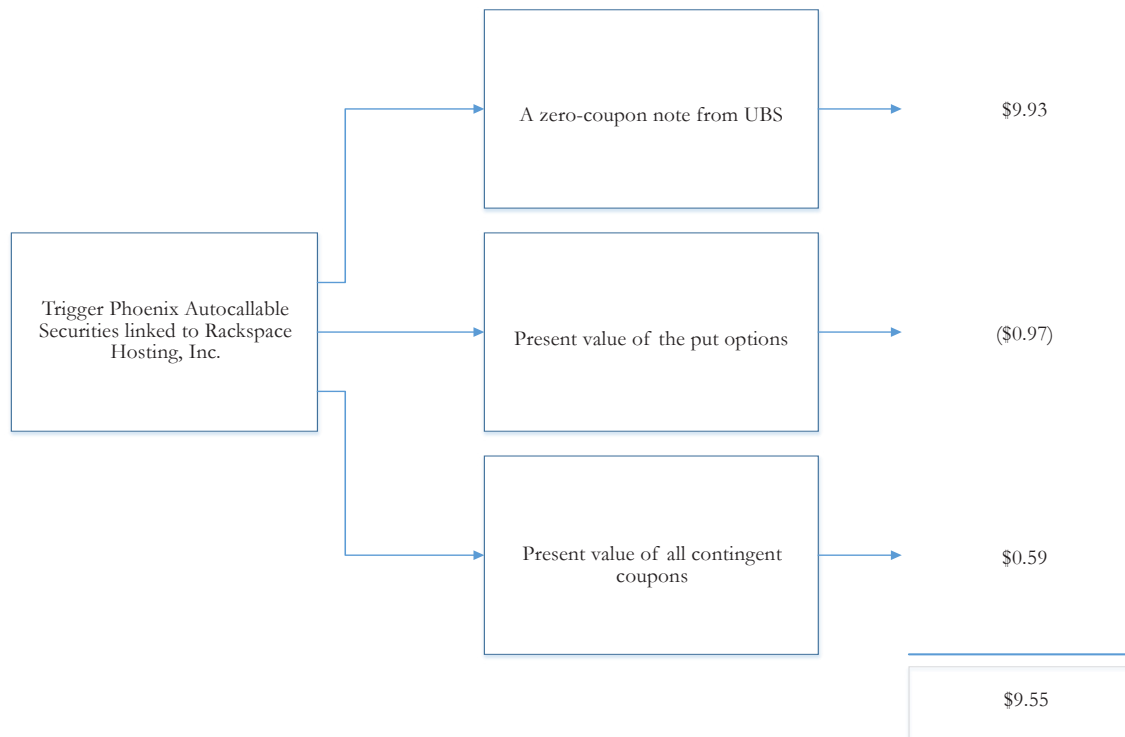 A zero-coupon note from UBS
$9.93
Trigger Phoenix Autocallable
Securities linked to Rackspace
Hosting, Inc.
Present value of the put options
($0.97)
Present value of all contingent
coupons
$0.59
$9.55